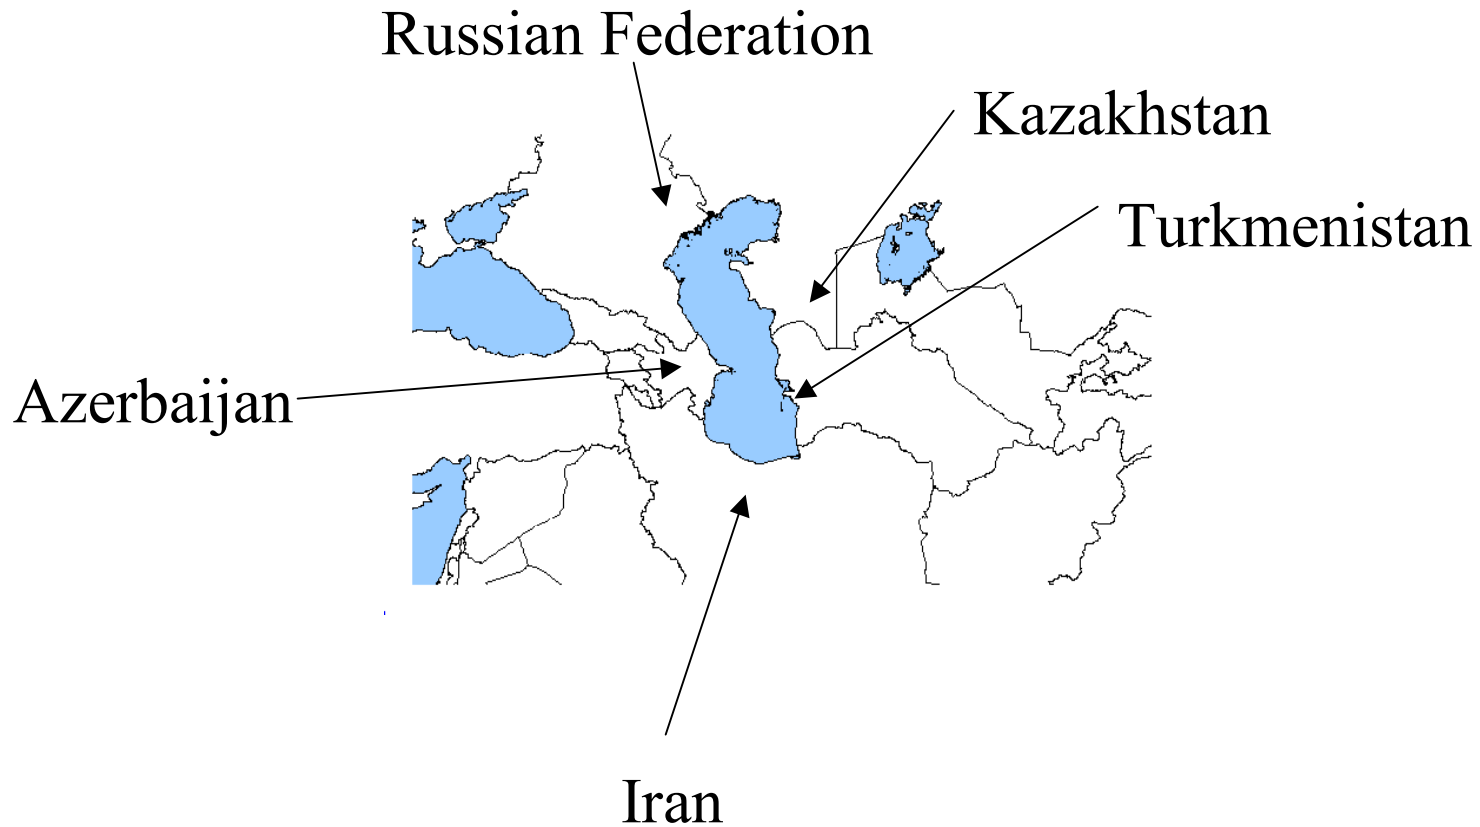 Russian Federation
Kazakhstan
Turkmenistan
Azerbaijan
Iran